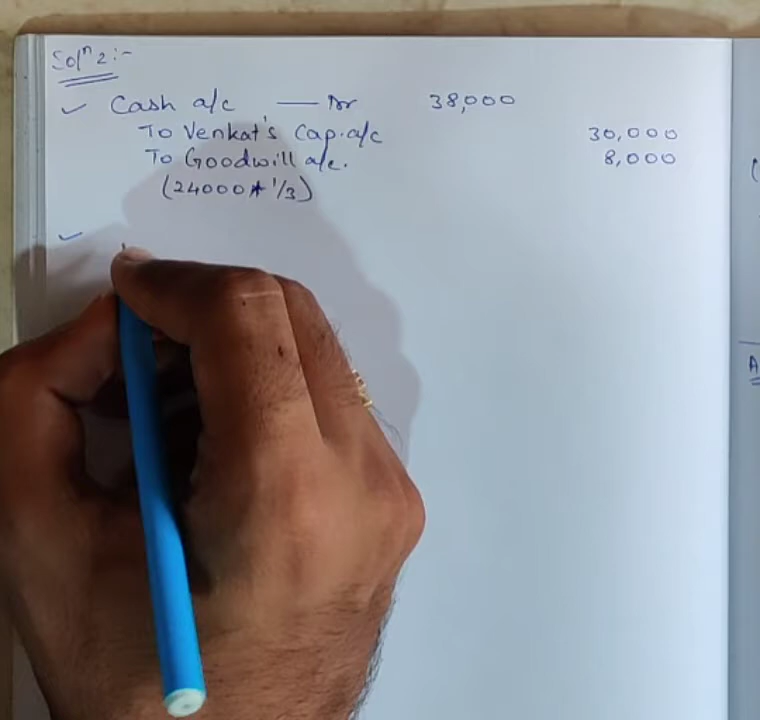 Solⁿ 2:-
✓ Cash a/c — Dr 38,000
To Venkat's Cap. a/c 30,000
To Goodwill a/c. 8,000
(24000 * 1/3)
✓
A